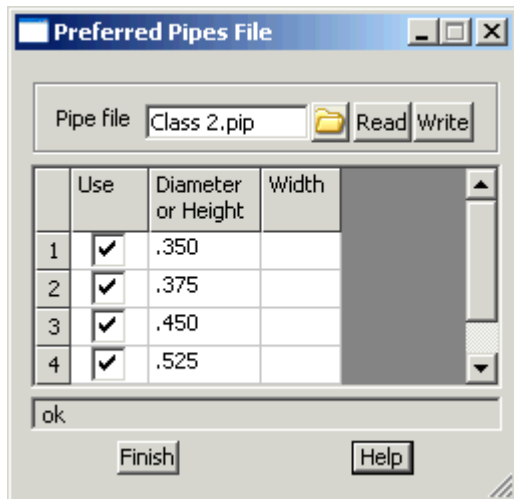 Preferred Pipes File
Pipe file Class 2.pip Read Write
Use Diameter or Height Width
1 .350
2 .375
3 .450
4 .525
ok
Finish Help